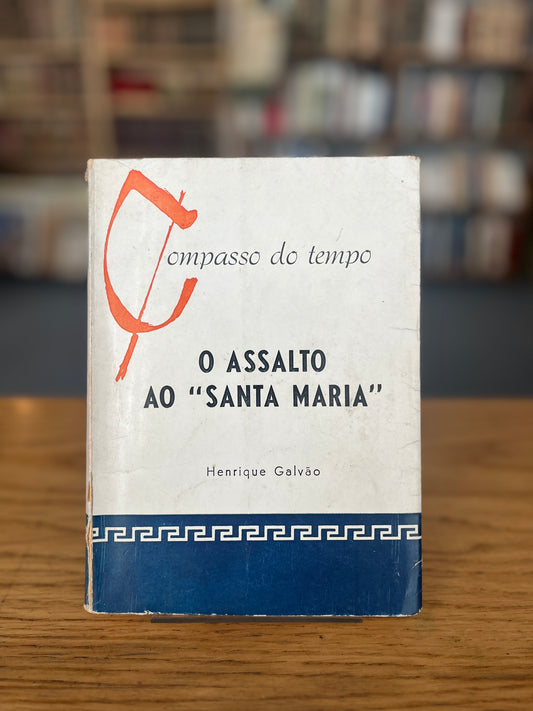 Compasso do tempo
O ASSALTO
AO “SANTA MARIA”
Henrique Galvão